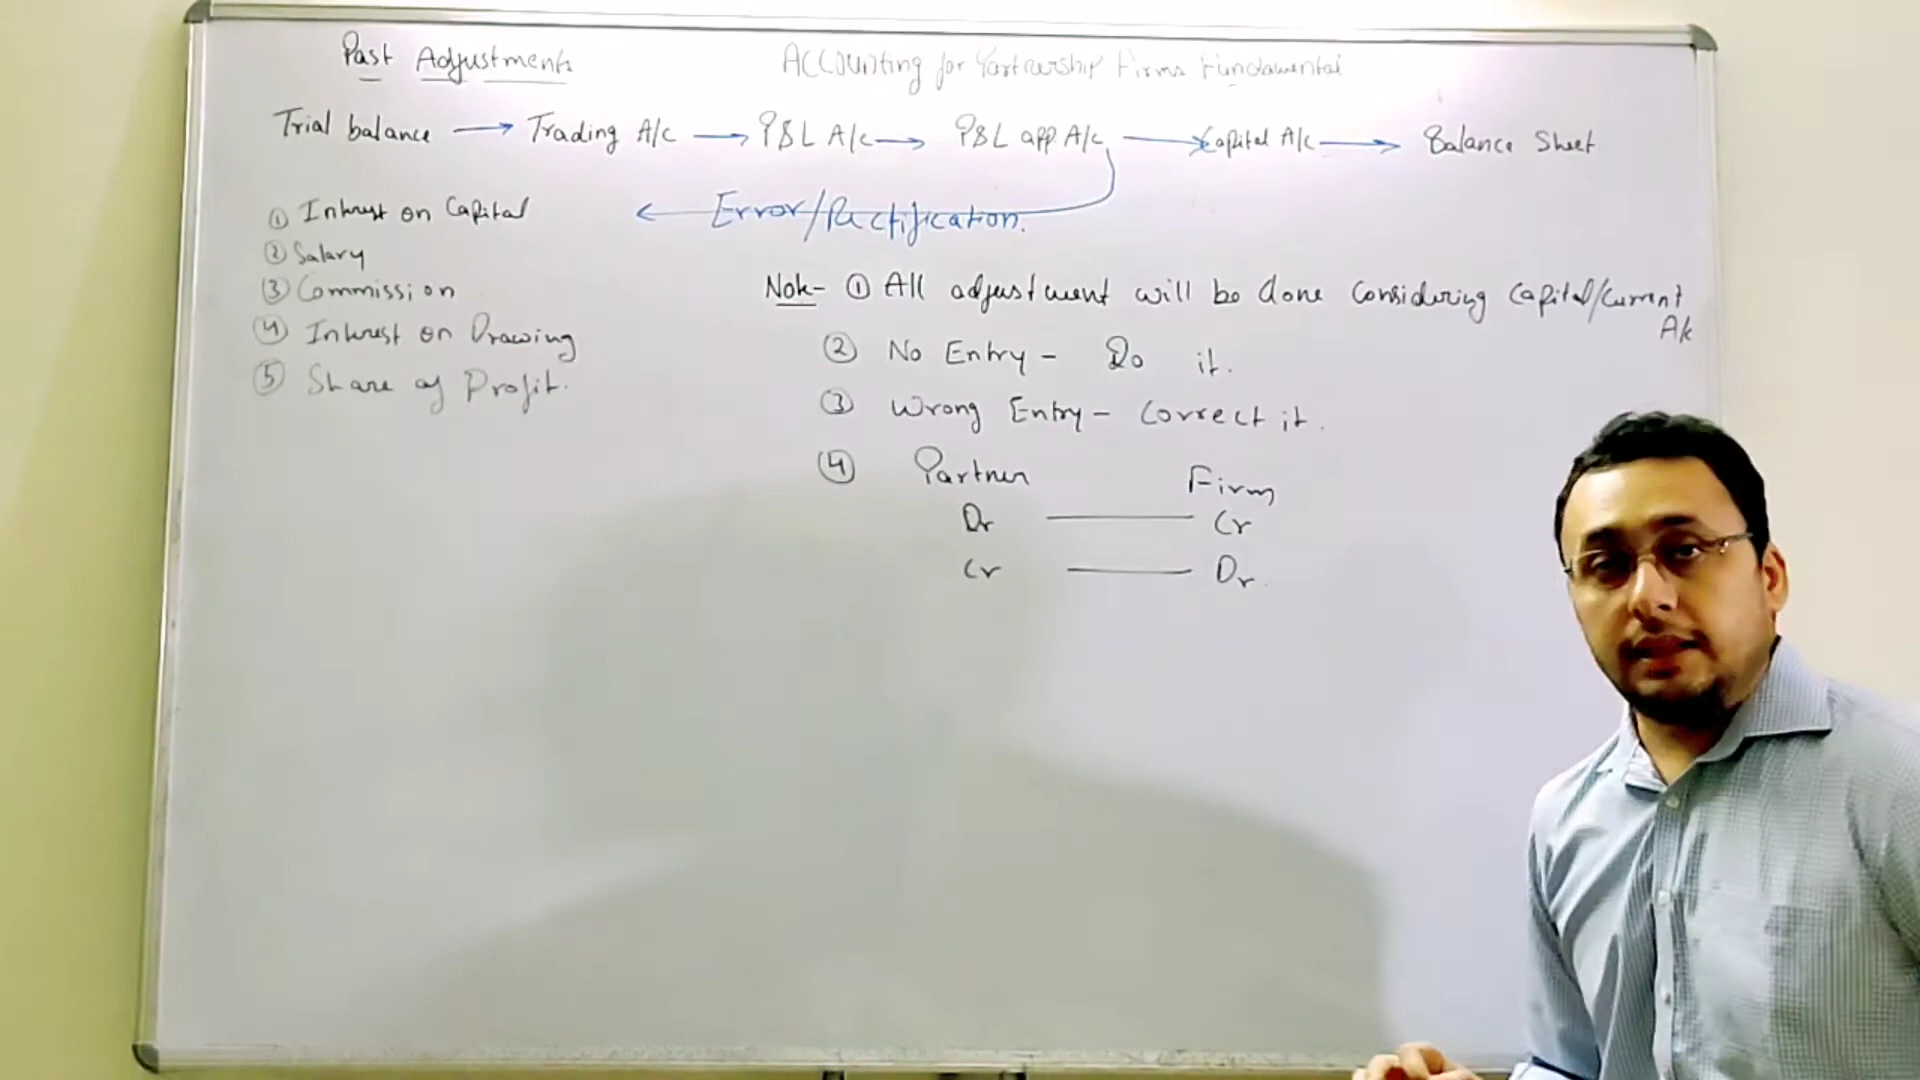 Past Adjustments
Accounting for Partnership Firms Fundamental
Trial balance → Trading A/c → P&L A/c → P&L app. A/c → Capital A/c → Balance Sheet
← Error/Rectification.
① Interest on Capital
② Salary
③ Commission
④ Interest on Drawing
⑤ Share of Profit.
Note- ① All adjustment will be done considering Capital/Current
A/c
② No Entry - Do it.
③ Wrong Entry - Correct it.
④ Partner Firm
Dr — Cr
Cr — Dr.